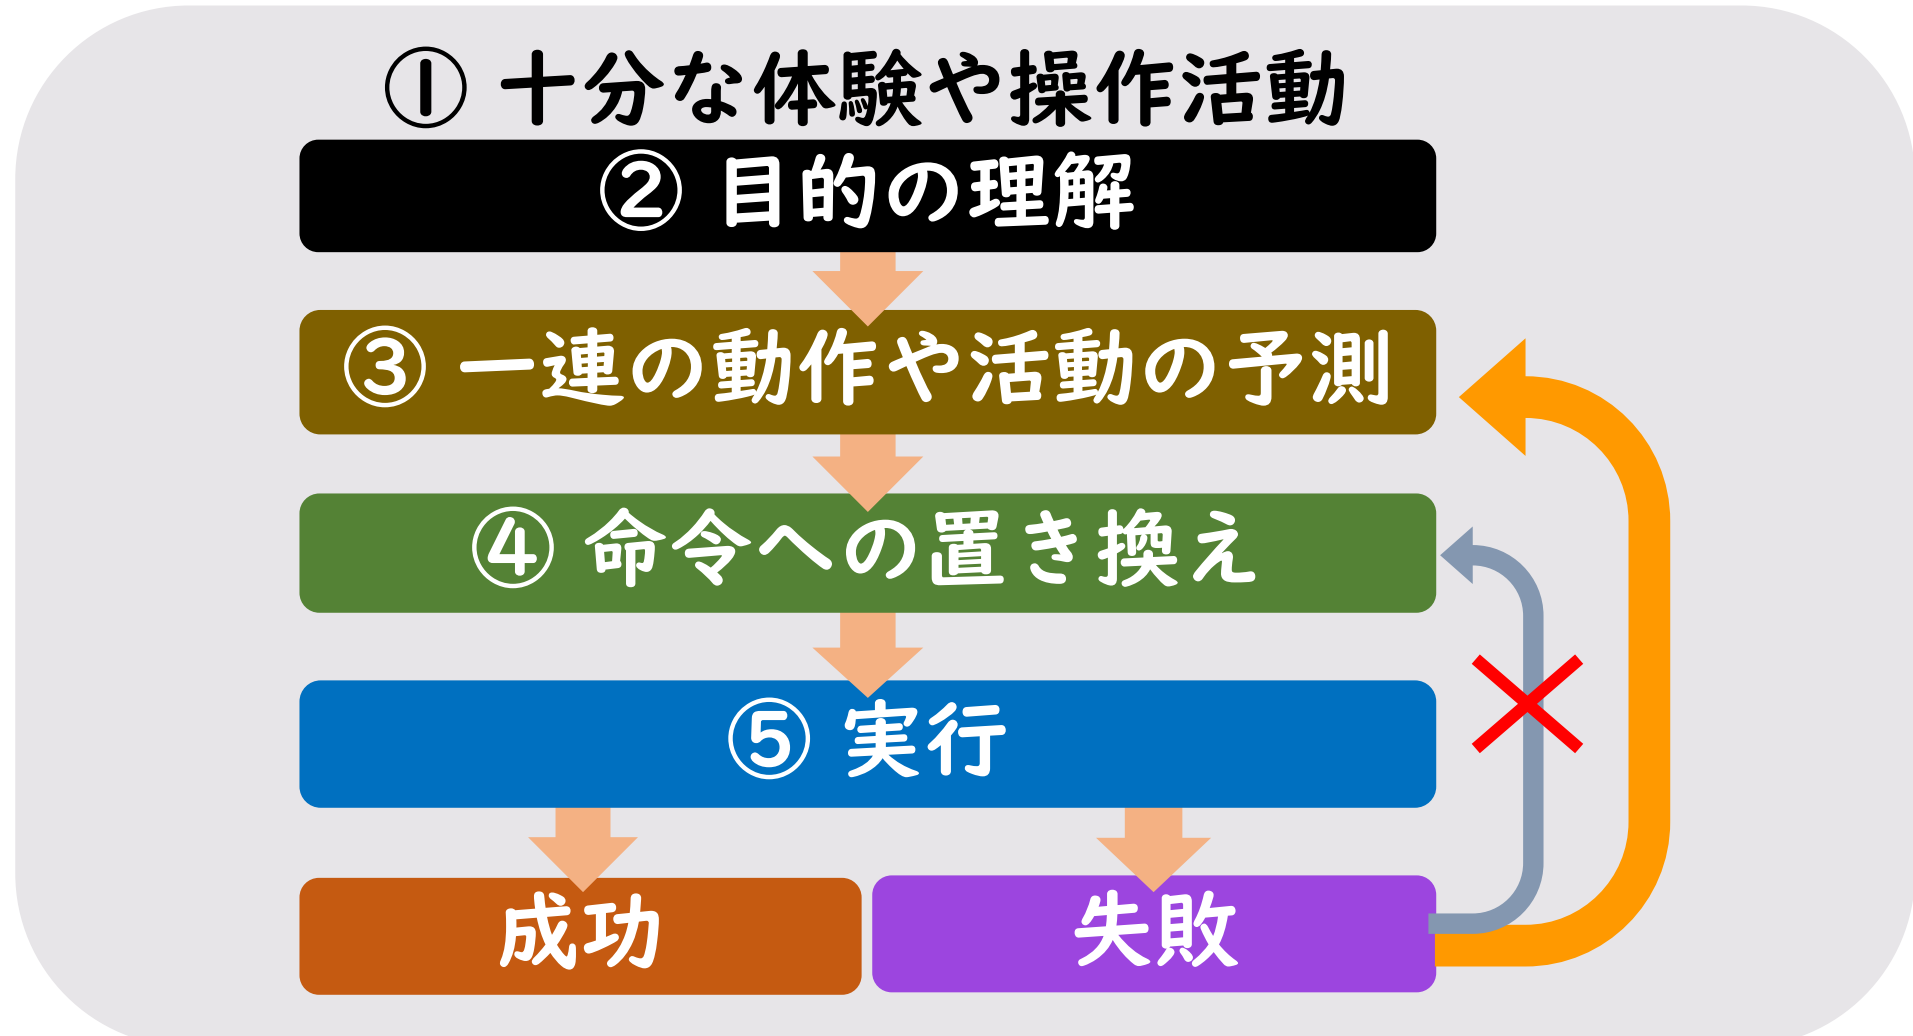 ① 十分な体験や操作活動
② 目的の理解
③ 一連の動作や活動の予測
④ 命令への置き換え
⑤ 実行
成功
失敗